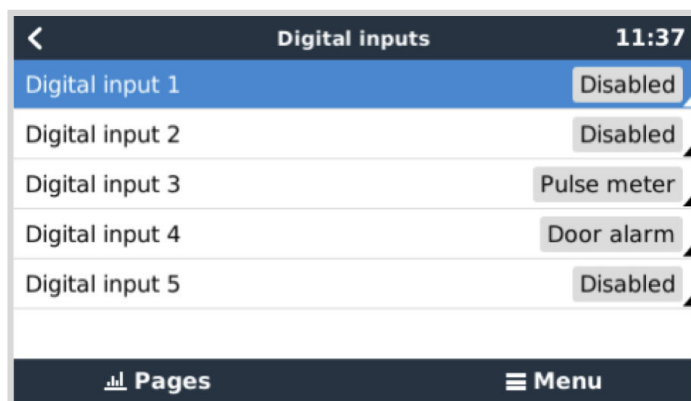 Digital inputs 11:37
Digital input 1 Disabled
Digital input 2 Disabled
Digital input 3 Pulse meter
Digital input 4 Door alarm
Digital input 5 Disabled
Pages Menu